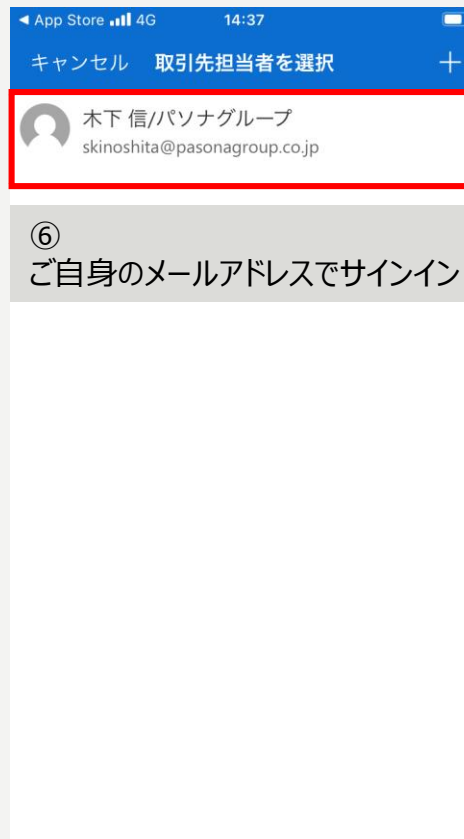 ◀ App Store 4G 14:37
キャンセル 取引先担当者を選択 +
木下 信/パソナグループ
skinoshita@pasonagroup.co.jp
⑥
ご自身のメールアドレスでサインイン